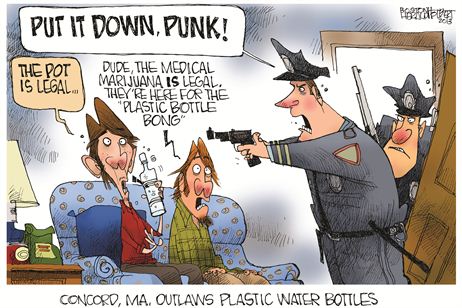 PUT IT DOWN, PUNK!
THE POT
IS LEGAL...
DUDE, THE MEDICAL
MARIJUANA IS LEGAL,
THEY'RE HERE FOR THE
"PLASTIC BOTTLE
BONG"
2013
CONCORD, MA. OUTLAWS PLASTIC WATER BOTTLES